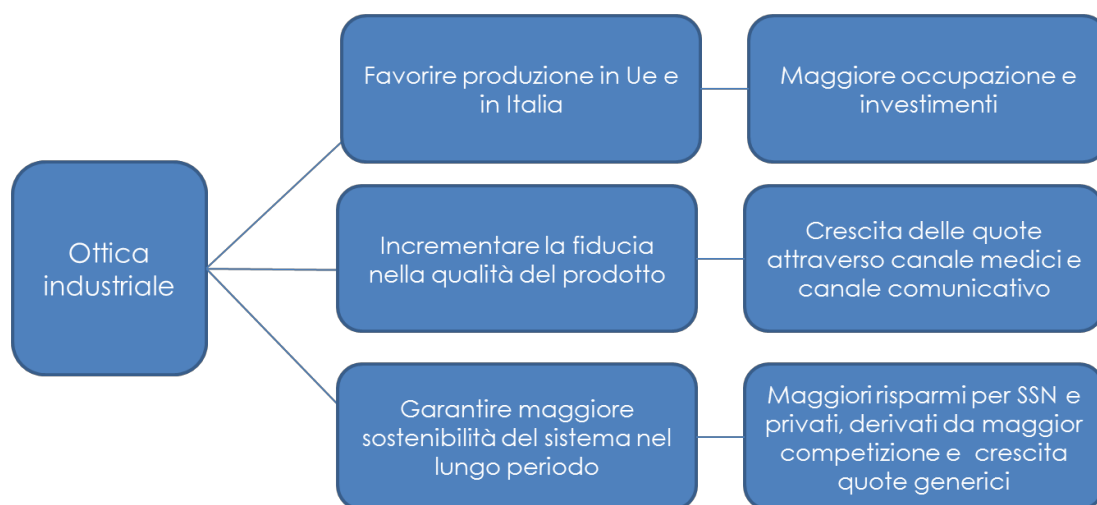 Ottica
industriale
Favorire produzione in Ue e
in Italia
Maggiore occupazione e
investimenti
Incrementare la fiducia
nella qualità del prodotto
Crescita delle quote
attraverso canale medici e
canale comunicativo
Garantire maggiore
sostenibilità del sistema nel
lungo periodo
Maggiori risparmi per SSN e
privati, derivati da maggior
competizione e crescita
quote generici